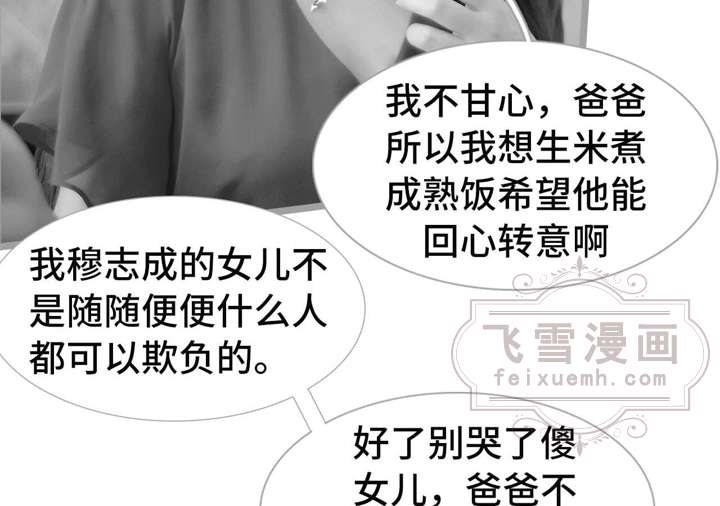 我不甘心，爸爸
所以我想生米煮
成熟饭希望他能
回心转意啊
我穆志成的女儿不
是随随便便什么人
都可以欺负的。
飞雪漫画
feixuemh.com
好了别哭了傻
女儿，爸爸不